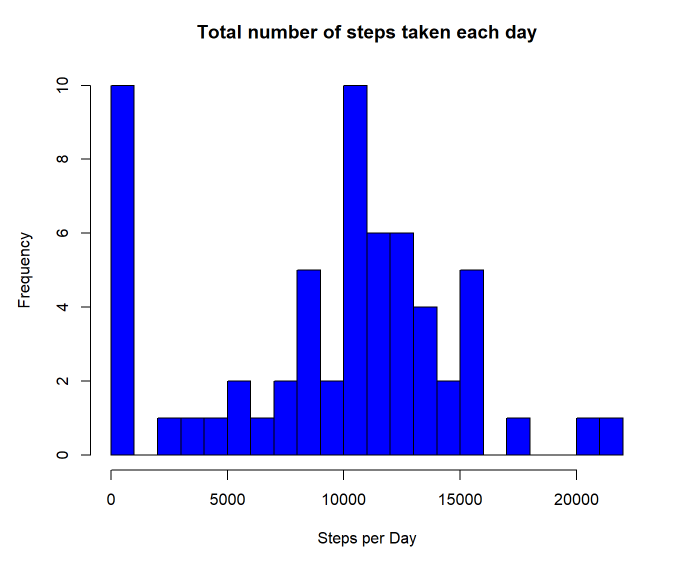 Total number of steps taken each day
Frequency
10
8
6
4
2
0
0 5000 10000 15000 20000
Steps per Day